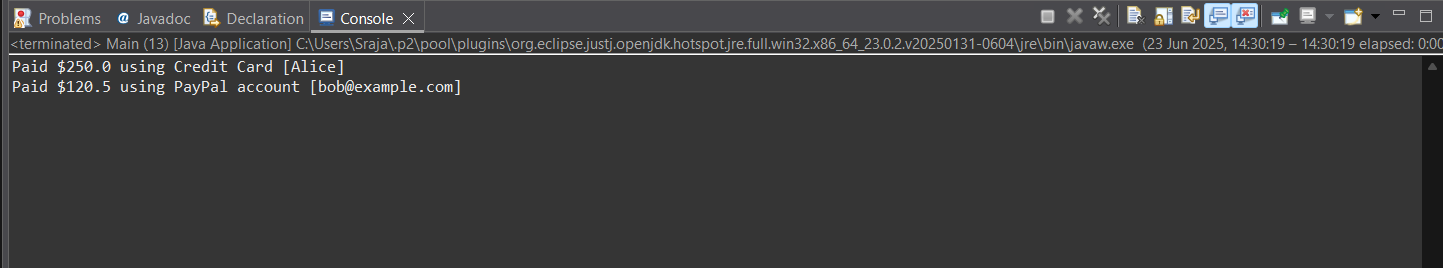 Problems @ Javadoc Declaration Console
<terminated> Main (13) [Java Application] C:\Users\Sraja\.p2\pool\plugins\org.eclipse.justj.openjdk.hotspot.jre.full.win32.x86_64_23.0.2.v20250131-0604\jre\bin\javaw.exe (23 Jun 2025, 14:30:19 – 14:30:19 elapsed: 0:00
Paid $250.0 using Credit Card [Alice]
Paid $120.5 using PayPal account [bob@example.com]